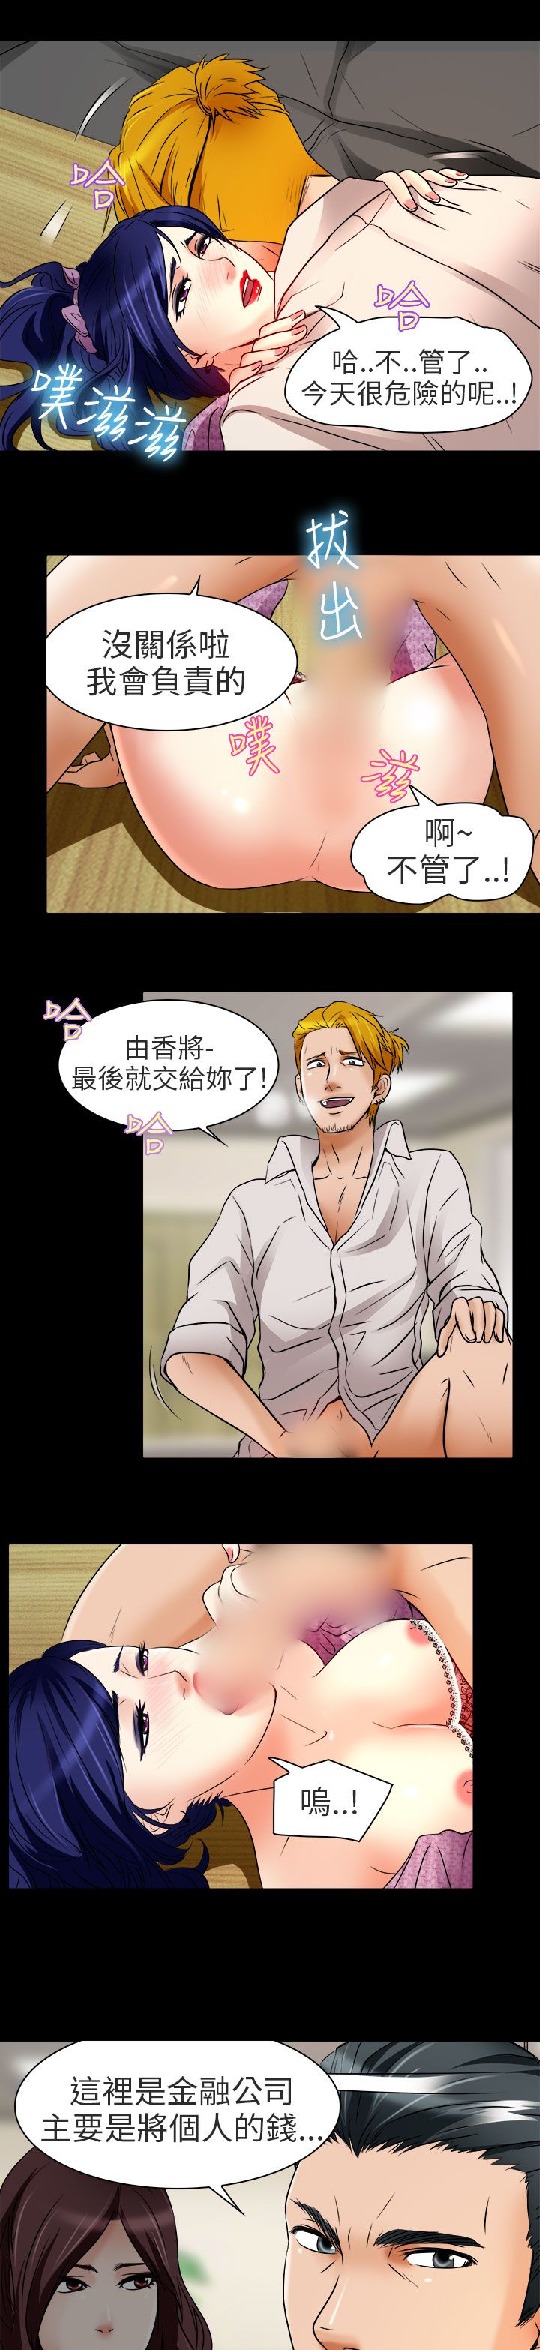 哈
哈
哈..不..管了..
今天很危險的呢..!
噗滋滋
拔出
沒關係啦
我會負責的
噗
滋
啊~
不管了..!
哈
由香將-
最後就交給妳了!
哈
嗚..!
這裡是金融公司
主要是將個人的錢...